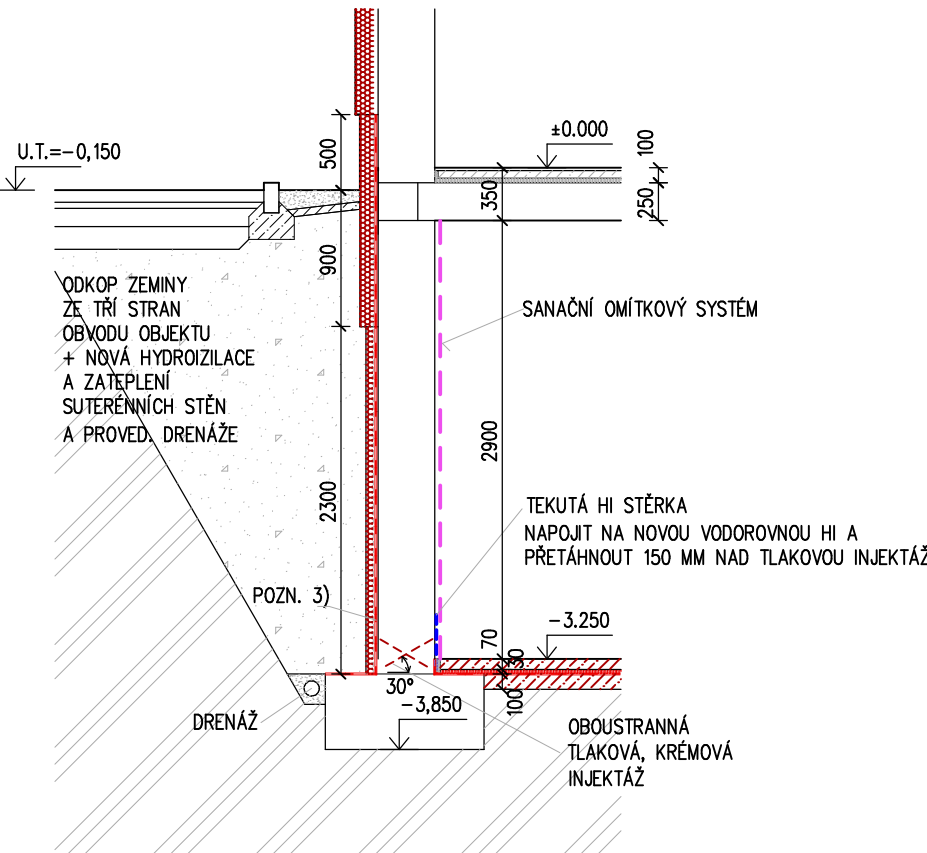 U.T.=−0,150
±0.000
100
500
350
250
900
ODKOP ZEMINY
ZE TŘÍ STRAN
OBVODU OBJEKTU
+ NOVÁ HYDROIZILACE
A ZATEPLENÍ
SUTERÉNNÍCH STĚN
A PROVED. DRENÁŽE
SANAČNÍ OMÍTKOVÝ SYSTÉM
2900
2300
TEKUTÁ HI STĚRKA
NAPOJIT NA NOVOU VODOROVNOU HI A
PŘETÁHNOUT 150 MM NAD TLAKOVOU INJEKTÁŽ
POZN. 3)
−3.250
70
30
30°
100
−3,850
DRENÁŽ
OBOUSTRANNÁ
TLAKOVÁ, KRÉMOVÁ
INJEKTÁŽ